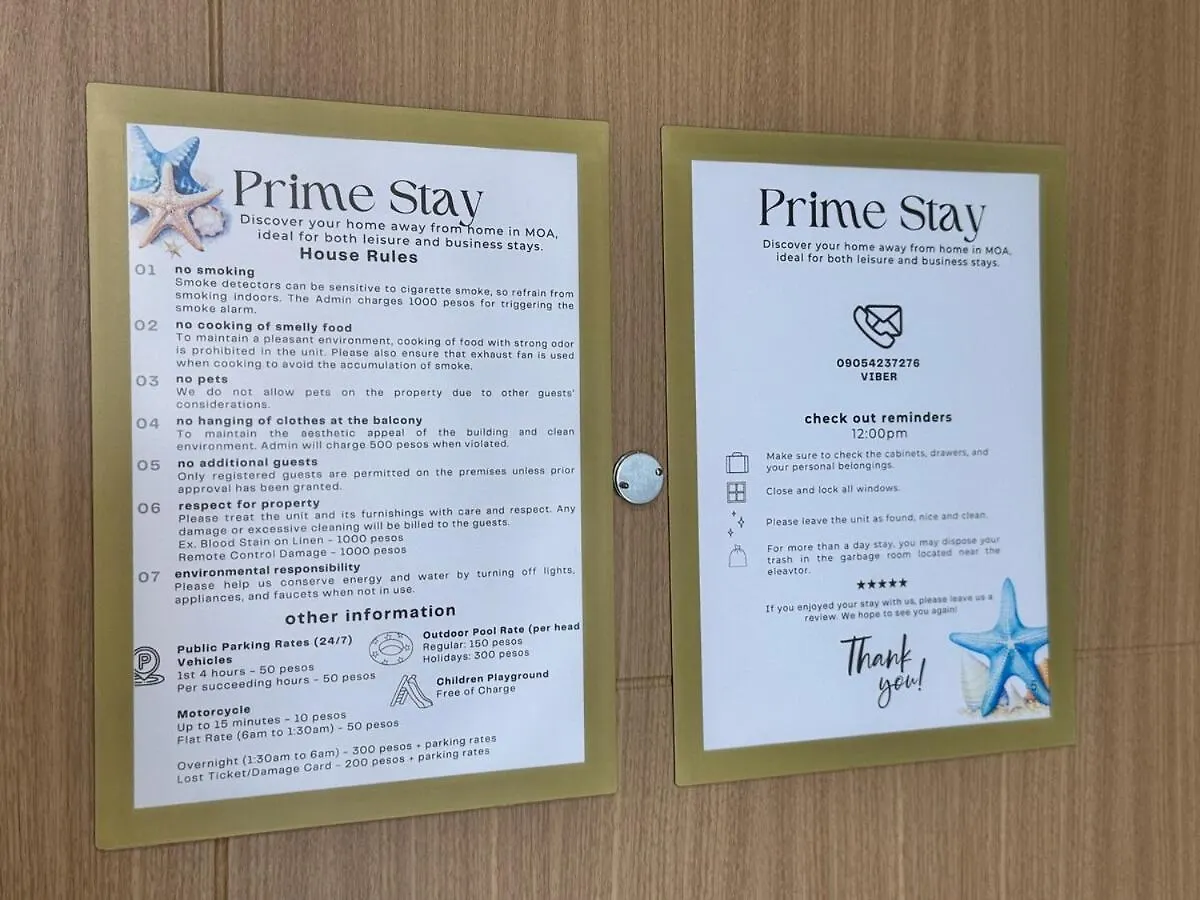 Prime Stay
Discover your home away from home in MOA,
ideal for both leisure and business stays.
House Rules
01 no smoking
Smoke detectors can be sensitive to cigarette smoke, so refrain from
smoking indoors. The Admin charges 1000 pesos for triggering the
smoke alarm.
02 no cooking of smelly food
To maintain a pleasant environment, cooking of food with strong odor
is prohibited in the unit. Please also ensure that exhaust fan is used
when cooking to avoid the accumulation of smoke.
03 no pets
We do not allow pets on the property due to other guests'
considerations.
04 no hanging of clothes at the balcony
To maintain the aesthetic appeal of the building and clean
environment. Admin will charge 500 pesos when violated.
05 no additional guests
Only registered guests are permitted on the premises unless prior
approval has been granted.
06 respect for property
Please treat the unit and its furnishings with care and respect. Any
damage or excessive cleaning will be billed to the guests.
Ex. Blood Stain on Linen - 1000 pesos
Remote Control Damage - 1000 pesos
07 environmental responsibility
Please help us conserve energy and water by turning off lights,
appliances, and faucets when not in use.
other information
P
Public Parking Rates (24/7)
Vehicles
1st 4 hours - 50 pesos
Per succeeding hours - 50 pesos
Outdoor Pool Rate (per head
Regular: 150 pesos
Holidays: 300 pesos
Children Playground
Free of Charge
Motorcycle
Up to 15 minutes - 10 pesos
Flat Rate (6am to 1:30am) - 50 pesos
Overnight (1:30am to 6am) - 300 pesos + parking rates
Lost Ticket/Damage Card - 200 pesos + parking rates
Prime Stay
Discover your home away from home in MOA,
ideal for both leisure and business stays.
09054237276
VIBER
check out reminders
12:00pm
Make sure to check the cabinets, drawers, and
your personal belongings.
Close and lock all windows.
Please leave the unit as found, nice and clean.
For more than a day stay, you may dispose your
trash in the garbage room located near the
eleavtor.
★★★★★
If you enjoyed your stay with us, please leave us a
review. We hope to see you again!
Thank
you!